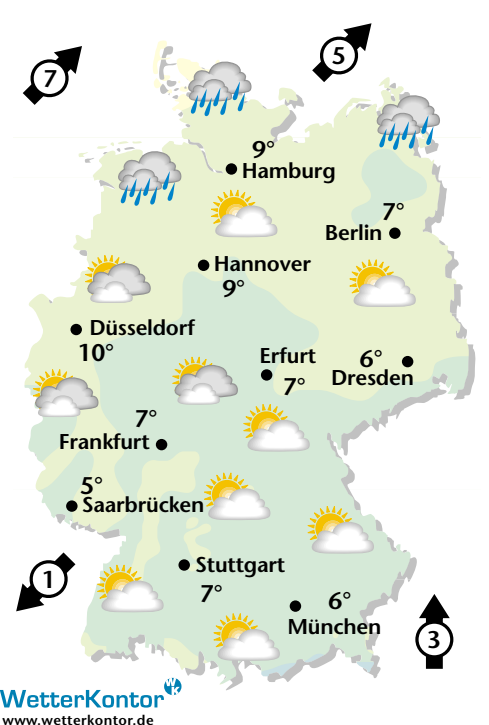 5
7
9°
Hamburg
7°
Berlin
Hannover
9°
Düsseldorf
10°
Erfurt
7°
6°
Dresden
7°
Frankfurt
5°
Saarbrücken
Stuttgart
7°
1
6°
München
3
WetterKontor WK
www.wetterkontor.de